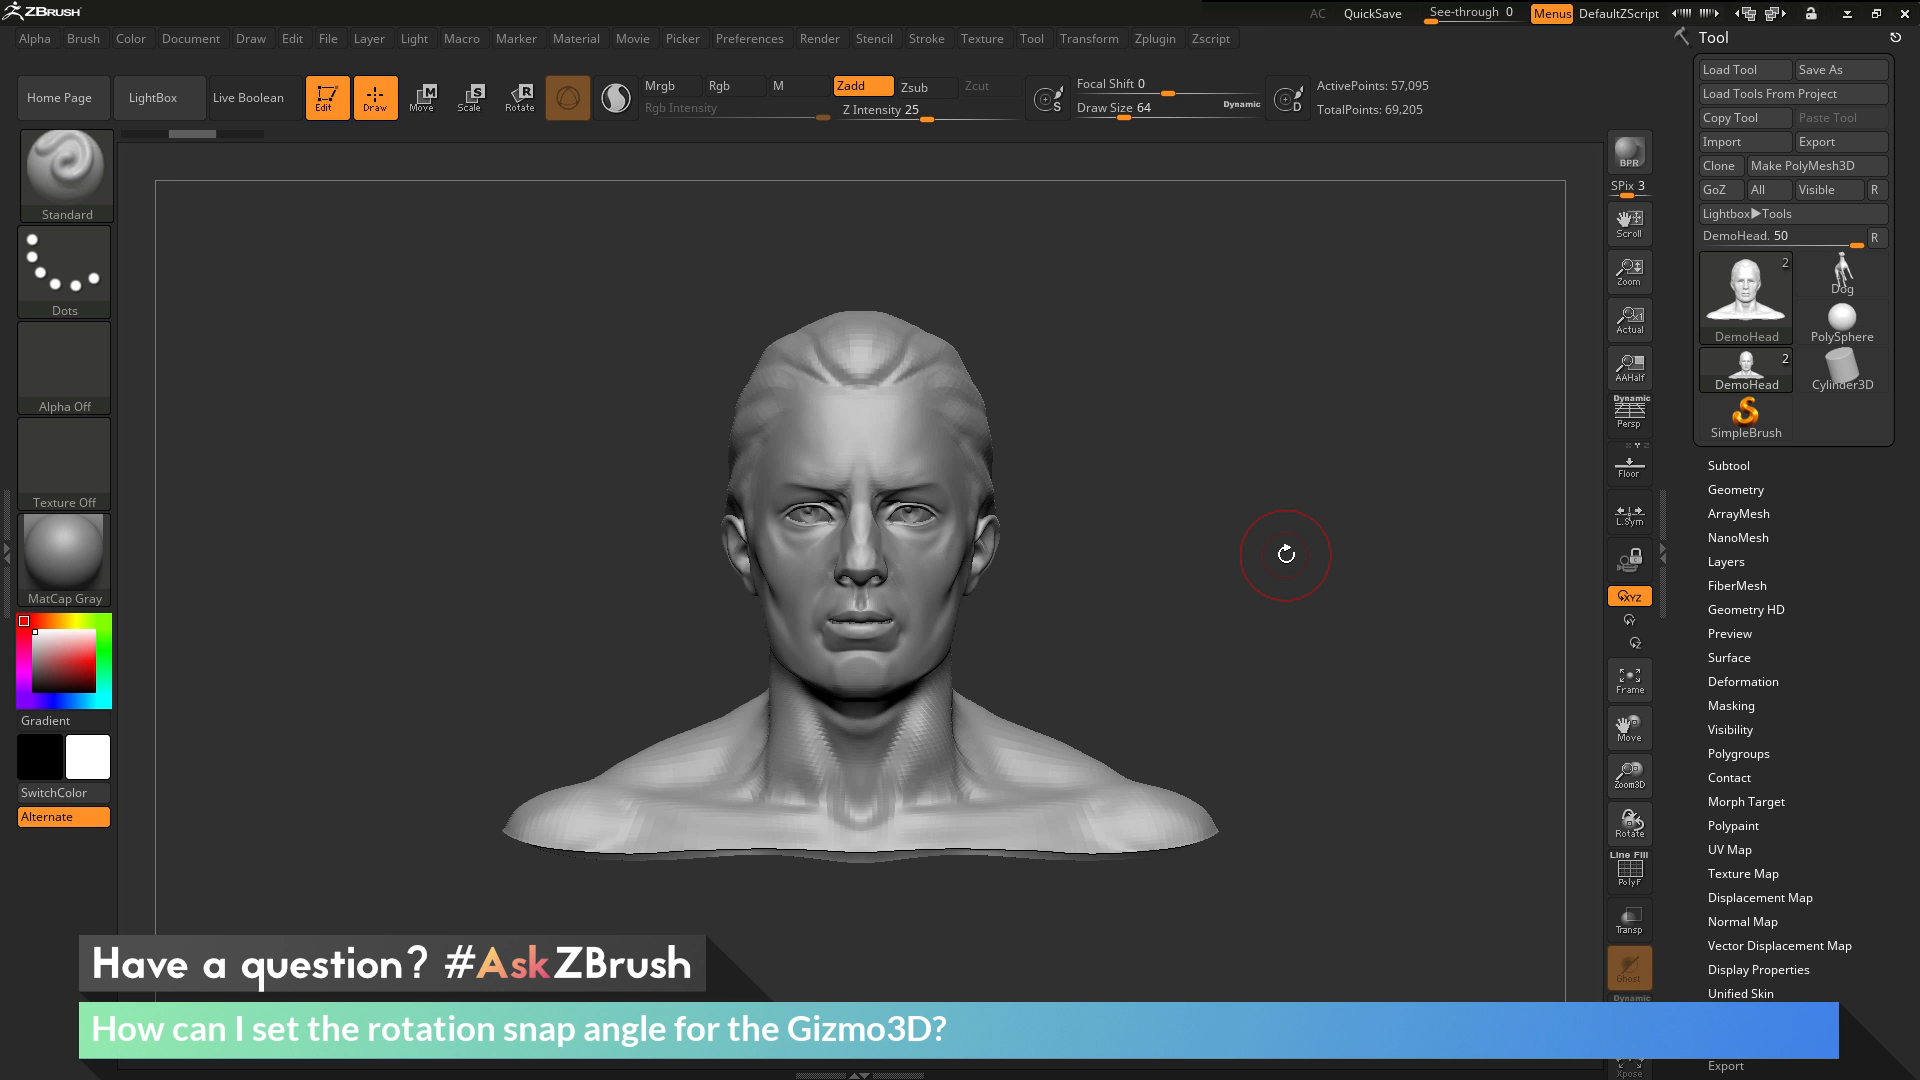 ZBRUSH
AC QuickSave See-through 0 Menus DefaultZScript
Alpha Brush Color Document Draw Edit File Layer Light Macro Marker Material Movie Picker Preferences Render Stencil Stroke Texture Tool Transform Zplugin Zscript
Home Page LightBox Live Boolean Edit Draw Move Scale Rotate
M S R
Mrgb Rgb M Zadd Zsub Zcut
Rgb Intensity Z Intensity 25
S Focal Shift 0
Draw Size 64 Dynamic D
ActivePoints: 57,095
TotalPoints: 69,205
Standard
Dots
Alpha Off
Texture Off
MatCap Gray
Gradient
SwitchColor
Alternate
BPR
SPix 3
Scroll
Zoom
Actual
AAHalf
Dynamic
Persp
Floor
L.Sym
XYZ
Y
Z
Frame
Move
Zoom3D
Rotate
Line Fill
PolyF
Transp
Ghost
Dynamic
Xpose
Tool
Load Tool Save As
Load Tools From Project
Copy Tool Paste Tool
Import Export
Clone Make PolyMesh3D
GoZ All Visible R
Lightbox▶Tools
DemoHead. 50 R
2
DemoHead Dog
PolySphere
2
DemoHead Cylinder3D
SimpleBrush
Subtool
Geometry
ArrayMesh
NanoMesh
Layers
FiberMesh
Geometry HD
Preview
Surface
Deformation
Masking
Visibility
Polygroups
Contact
Morph Target
Polypaint
UV Map
Texture Map
Displacement Map
Normal Map
Vector Displacement Map
Display Properties
Unified Skin
Export
Have a question? #AskZBrush
How can I set the rotation snap angle for the Gizmo3D?